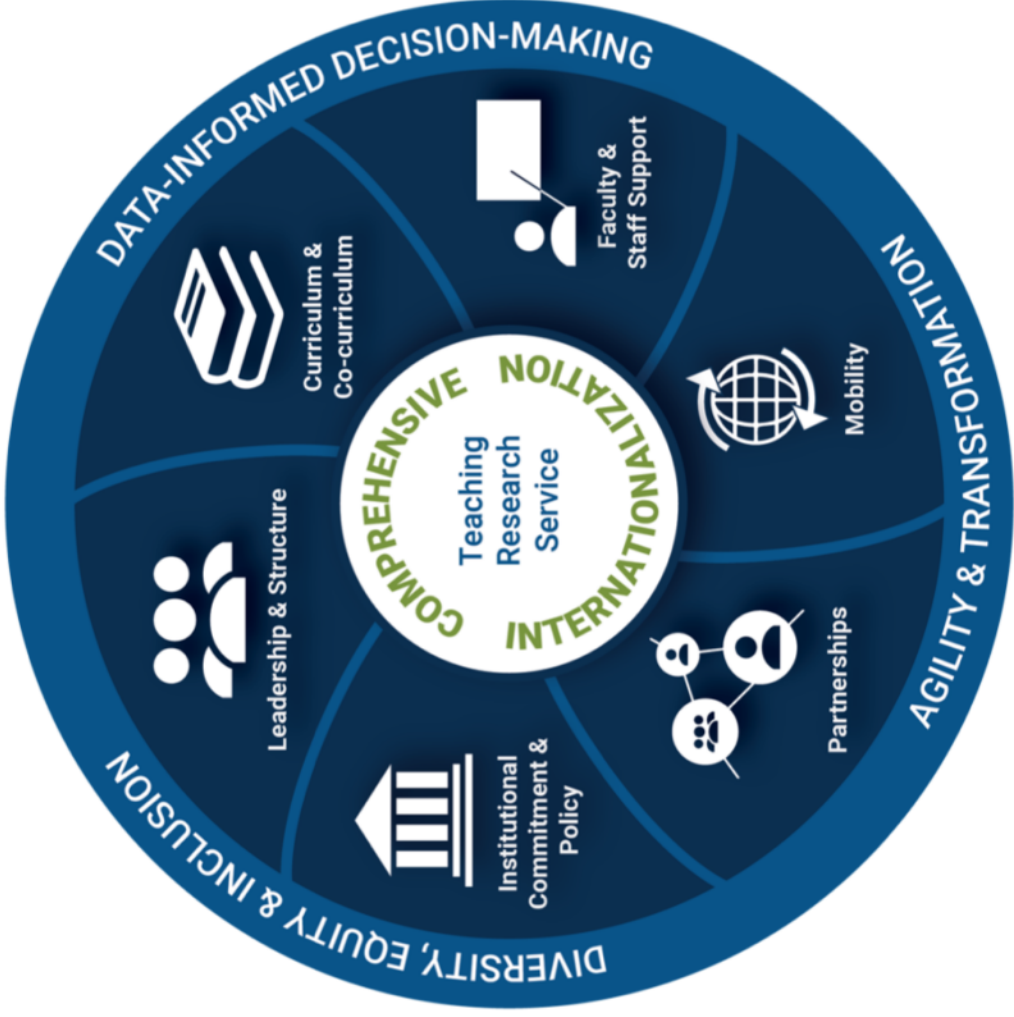 DIVERSITY, EQUITY & INCLUSION
DATA-INFORMED DECISION-MAKING
AGILITY & TRANSFORMATION
Institutional
Commitment &
Policy
Leadership & Structure
Curriculum &
Co-curriculum
Faculty &
Staff Support
Mobility
Partnerships
COMPREHENSIVE
INTERNATIONALIZATION
Teaching
Research
Service